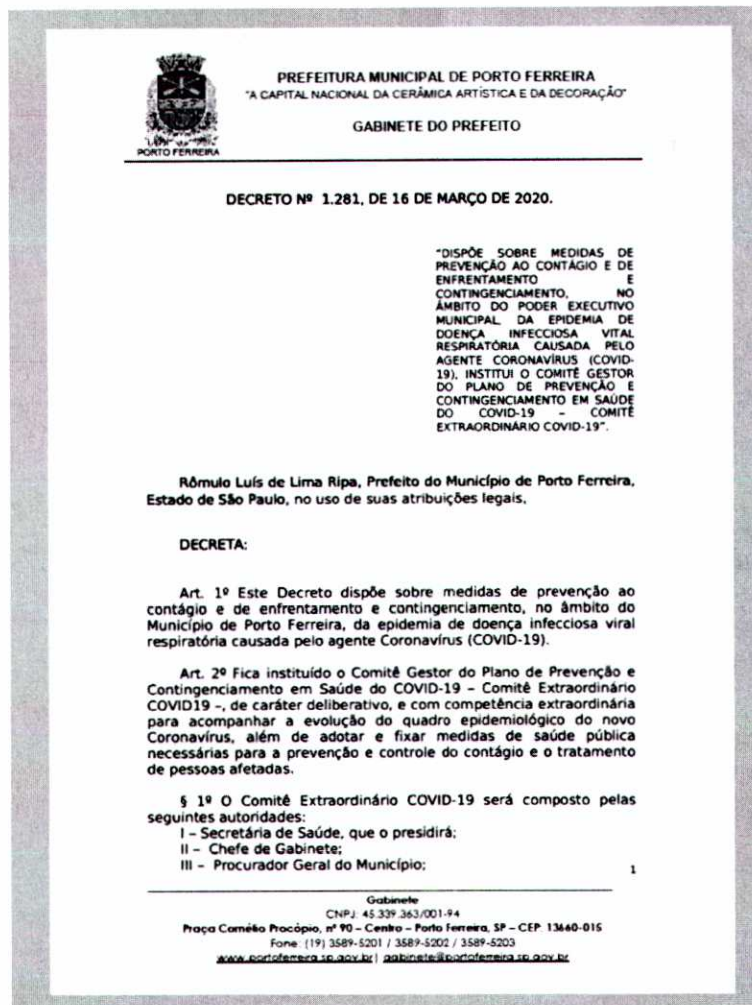 PREFEITURA MUNICIPAL DE PORTO FERREIRA
"A CAPITAL NACIONAL DA CERÂMICA ARTÍSTICA E DA DECORAÇÃO"
GABINETE DO PREFEITO
PORTO FERREIRA
DECRETO Nº 1.281, DE 16 DE MARÇO DE 2020.
"DISPÕE SOBRE MEDIDAS DE
PREVENÇÃO AO CONTÁGIO E DE
ENFRENTAMENTO E
CONTINGENCIAMENTO, NO
ÂMBITO DO PODER EXECUTIVO
MUNICIPAL, DA EPIDEMIA DE
DOENÇA INFECCIOSA VITAL
RESPIRATÓRIA CAUSADA PELO
AGENTE CORONAVÍRUS (COVID-
19), INSTITUI O COMITÊ GESTOR
DO PLANO DE PREVENÇÃO E
CONTINGENCIAMENTO EM SAÚDE
DO COVID-19 – COMITÊ
EXTRAORDINÁRIO COVID-19".
Rômulo Luís de Lima Ripa, Prefeito do Município de Porto Ferreira,
Estado de São Paulo, no uso de suas atribuições legais,
DECRETA:
Art. 1º Este Decreto dispõe sobre medidas de prevenção ao
contágio e de enfrentamento e contingenciamento, no âmbito do
Município de Porto Ferreira, da epidemia de doença infecciosa viral
respiratória causada pelo agente Coronavírus (COVID-19).
Art. 2º Fica instituído o Comitê Gestor do Plano de Prevenção e
Contingenciamento em Saúde do COVID-19 – Comitê Extraordinário
COVID19 –, de caráter deliberativo, e com competência extraordinária
para acompanhar a evolução do quadro epidemiológico do novo
Coronavírus, além de adotar e fixar medidas de saúde pública
necessárias para a prevenção e controle do contágio e o tratamento
de pessoas afetadas.
§ 1º O Comitê Extraordinário COVID-19 será composto pelas
seguintes autoridades:
I – Secretária de Saúde, que o presidirá;
II – Chefe de Gabinete;
III – Procurador Geral do Município;
1
Gabinete
CNPJ: 45.339.363/001-94
Praça Cornélio Procópio, nº 90 – Centro – Porto Ferreira, SP – CEP: 13660-015
Fone: (19) 3589-5201 / 3589-5202 / 3589-5203
www.portoferreira.sp.gov.br | gabinete@portoferreira.sp.gov.br